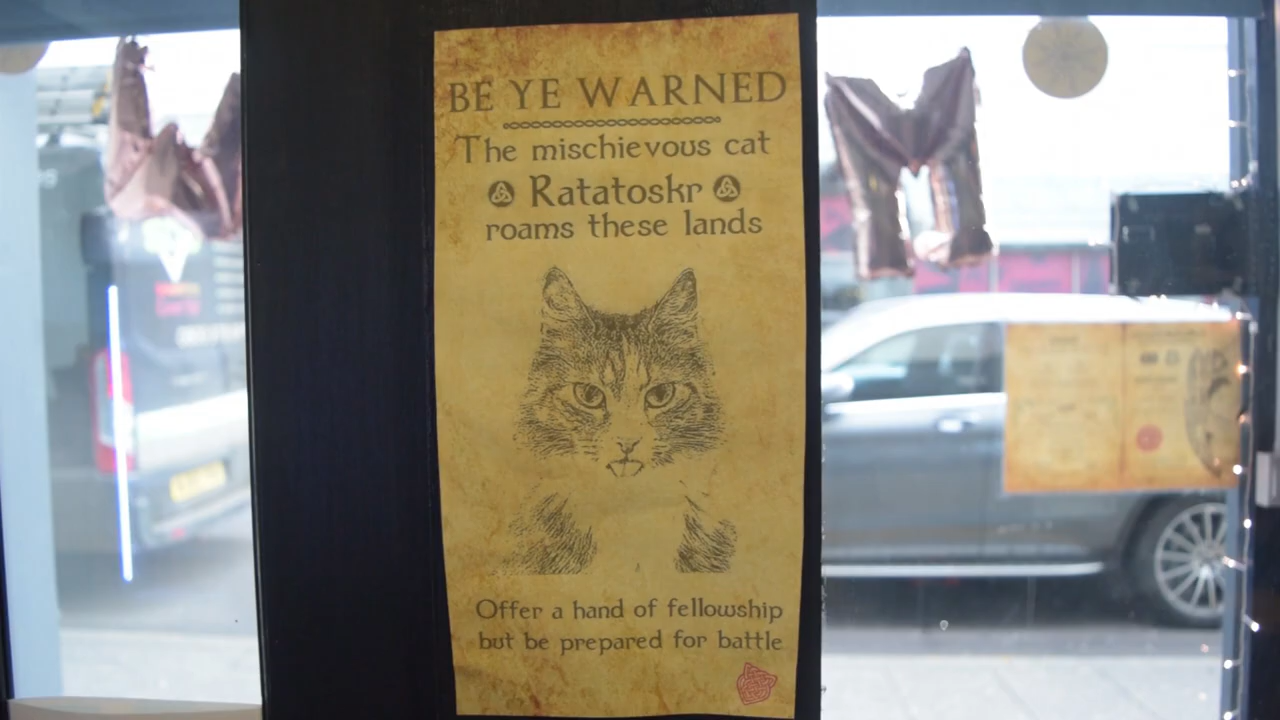 BE YE WARNED
The mischievous cat
Ratatoskr
roams these lands
Offer a hand of fellowship
but be prepared for battle
M